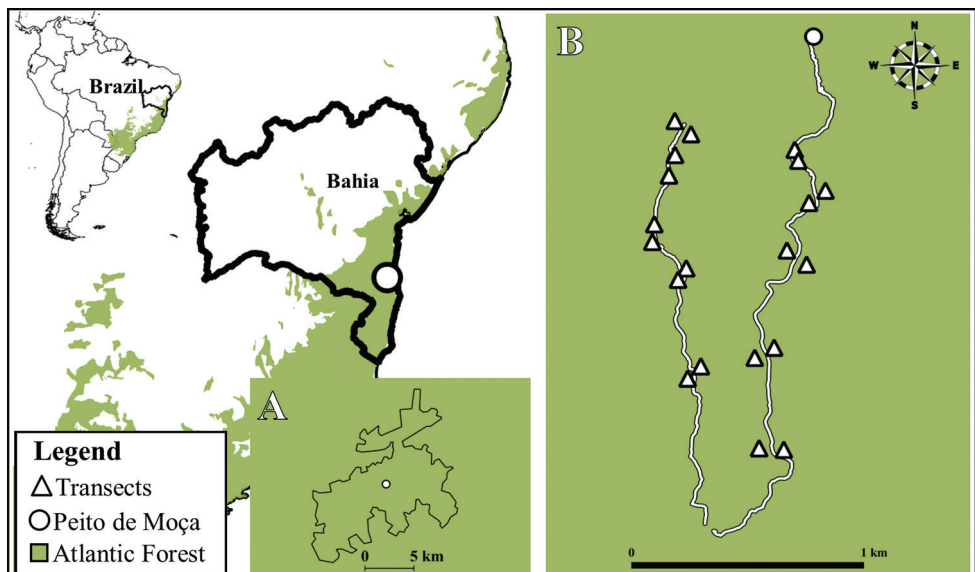 Brazil
Bahia
A
Legend
Transects
Peito de Moça
Atlantic Forest
0 5 km
B
N
W E
S
0 1 km